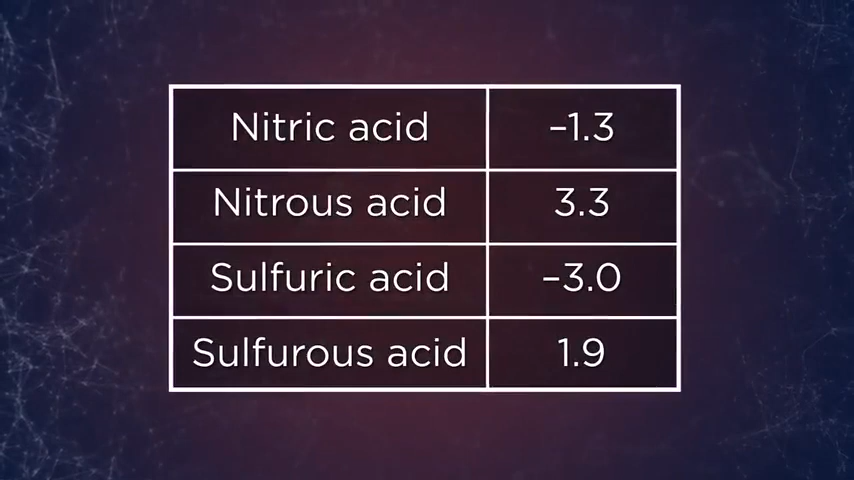 Nitric acid –1.3
Nitrous acid 3.3
Sulfuric acid –3.0
Sulfurous acid 1.9